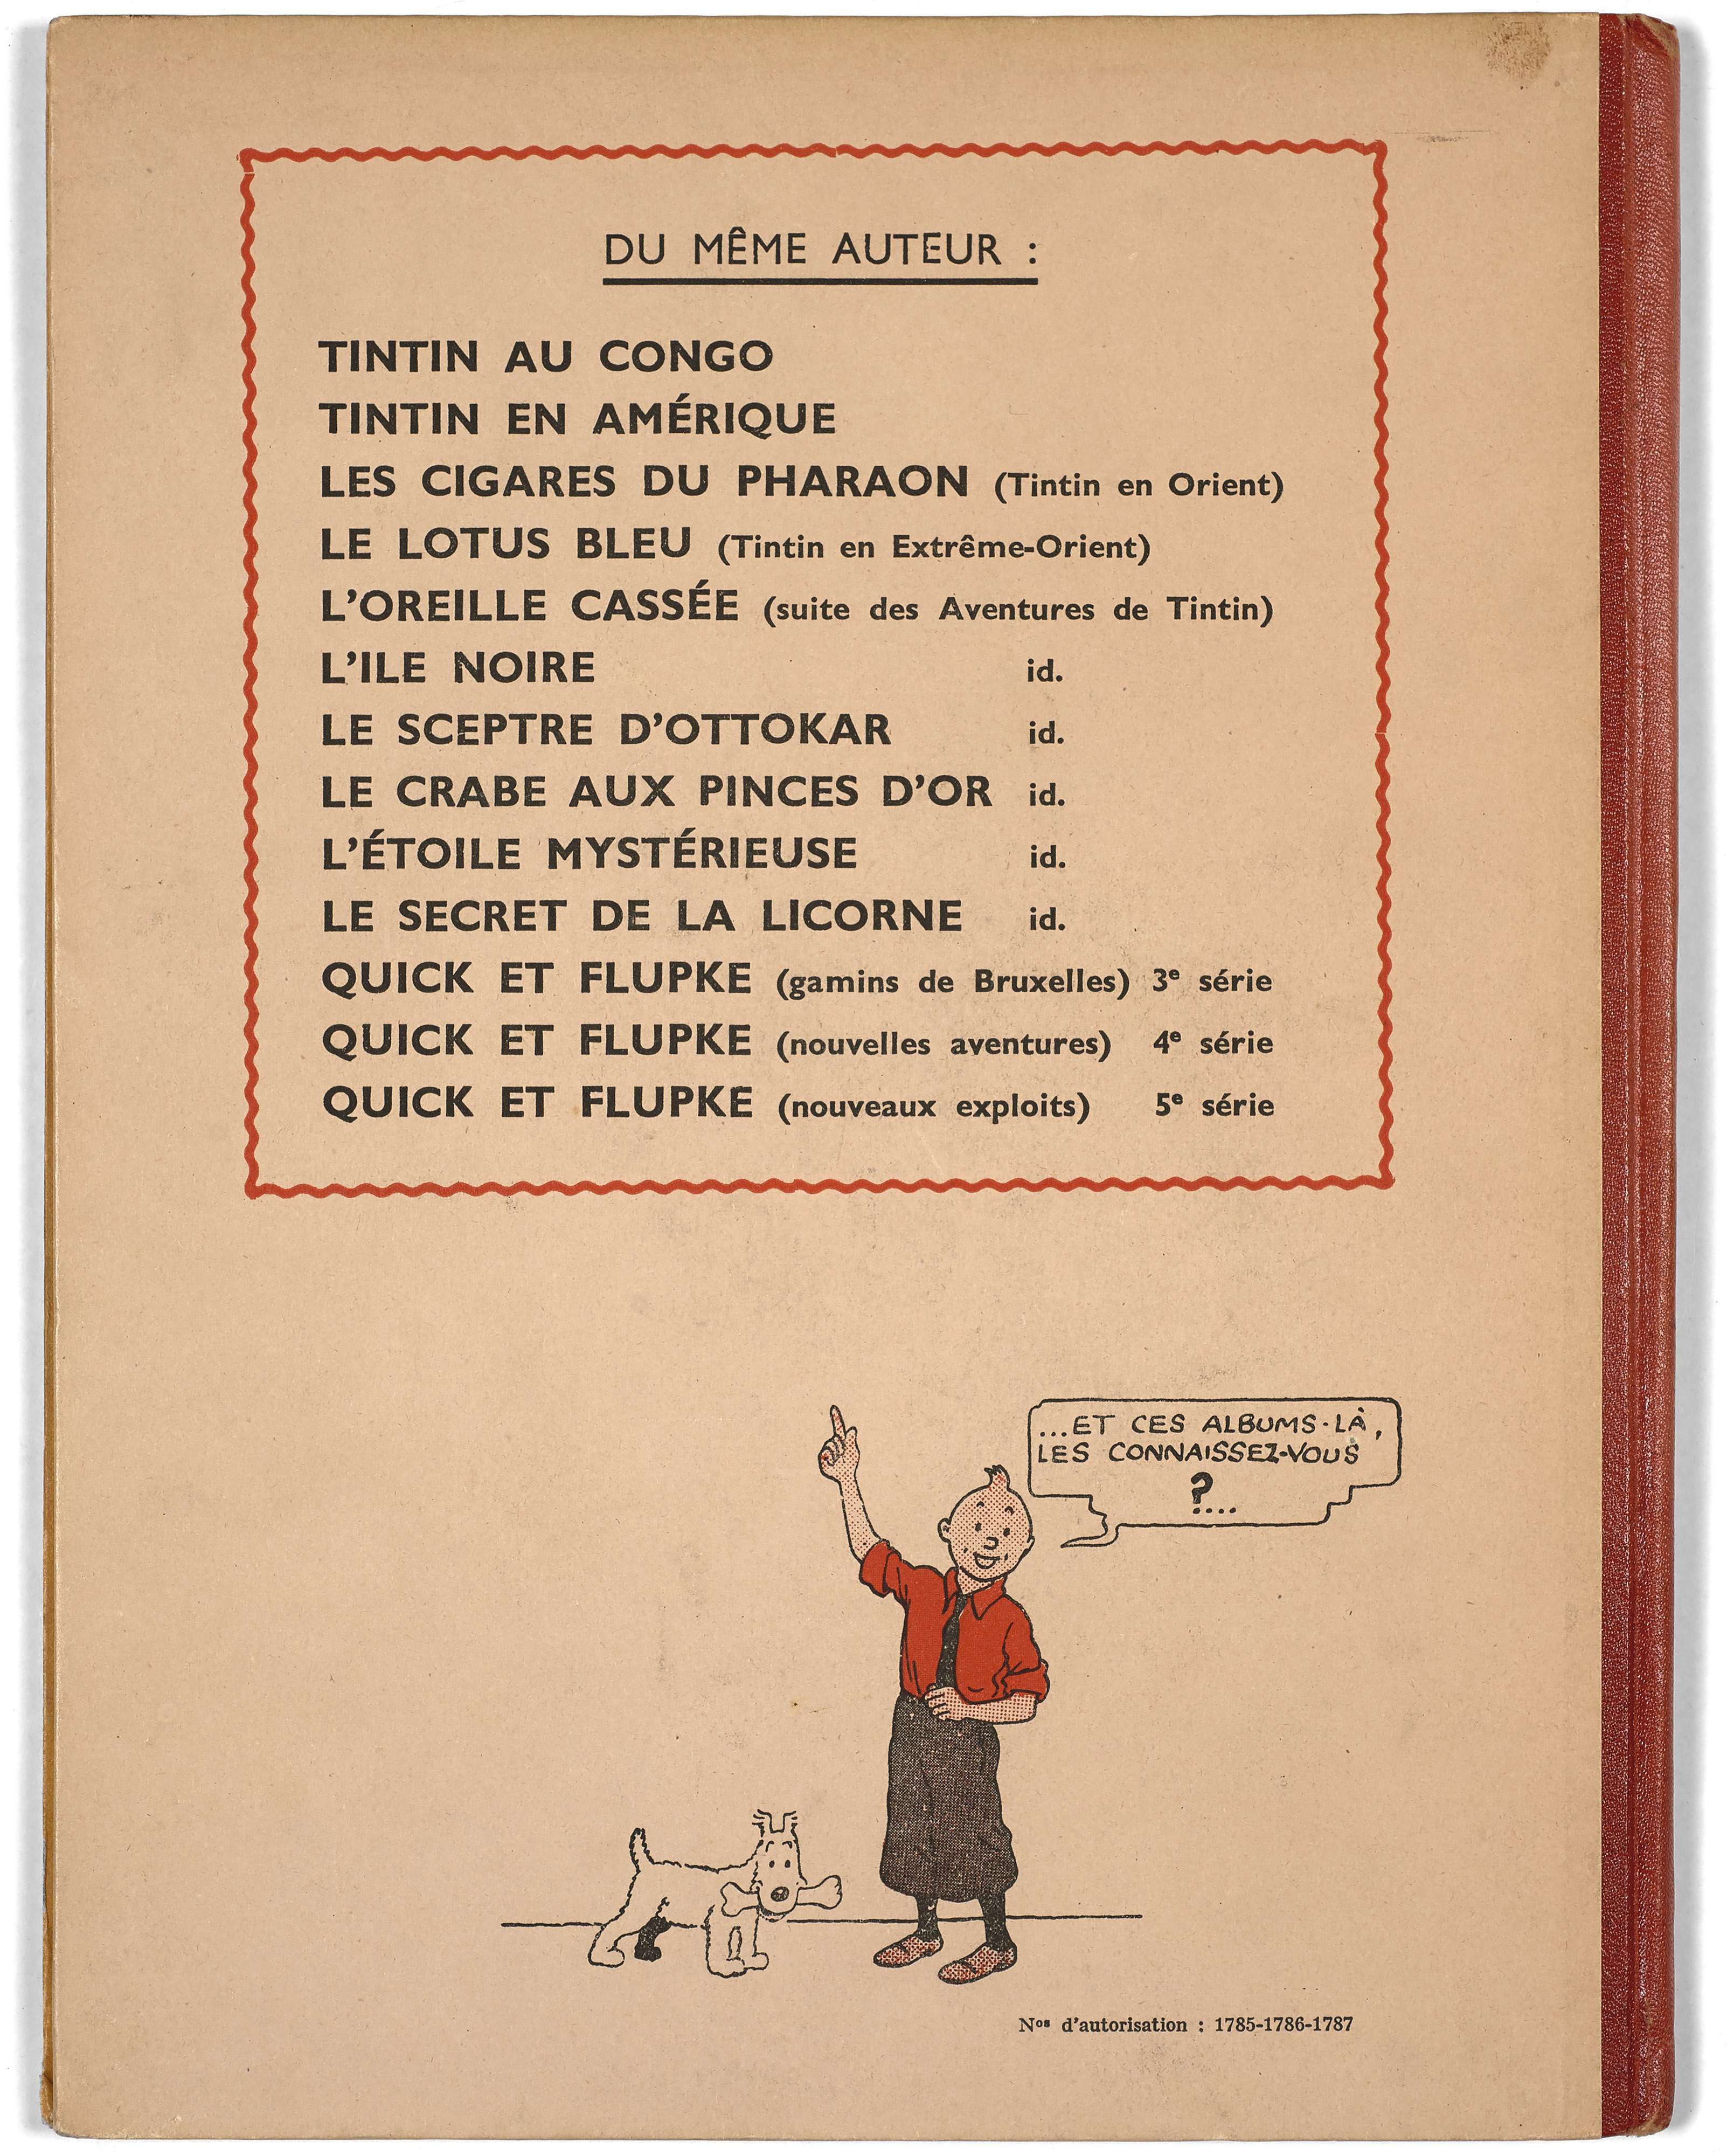 DU MÊME AUTEUR :
TINTIN AU CONGO
TINTIN EN AMÉRIQUE
LES CIGARES DU PHARAON (Tintin en Orient)
LE LOTUS BLEU (Tintin en Extrême-Orient)
L'OREILLE CASSÉE (suite des Aventures de Tintin)
L'ILE NOIRE id.
LE SCEPTRE D'OTTOKAR id.
LE CRABE AUX PINCES D'OR id.
L'ÉTOILE MYSTÉRIEUSE id.
LE SECRET DE LA LICORNE id.
QUICK ET FLUPKE (gamins de Bruxelles) 3e série
QUICK ET FLUPKE (nouvelles aventures) 4e série
QUICK ET FLUPKE (nouveaux exploits) 5e série
...ET CES ALBUMS-LÀ,
LES CONNAISSEZ-VOUS
?....
Nos d'autorisation : 1785-1786-1787